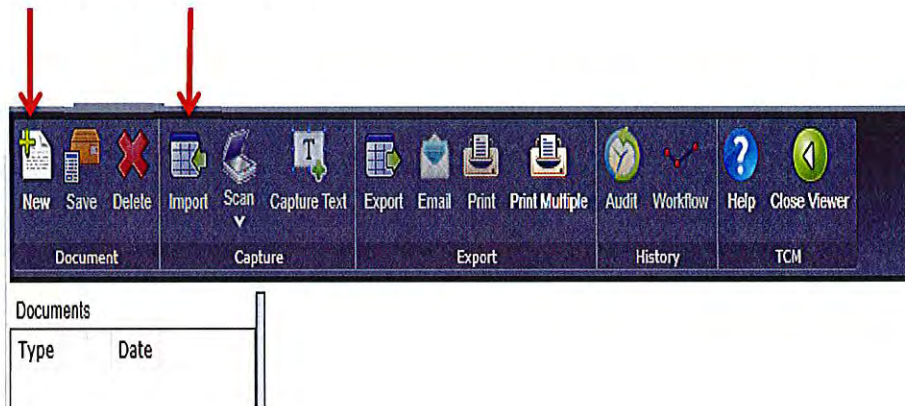 New Save Delete Import Scan Capture Text Export Email Print Print Multiple Audit Workflow Help Close Viewer
Document Capture Export History TCM
Documents
Type Date